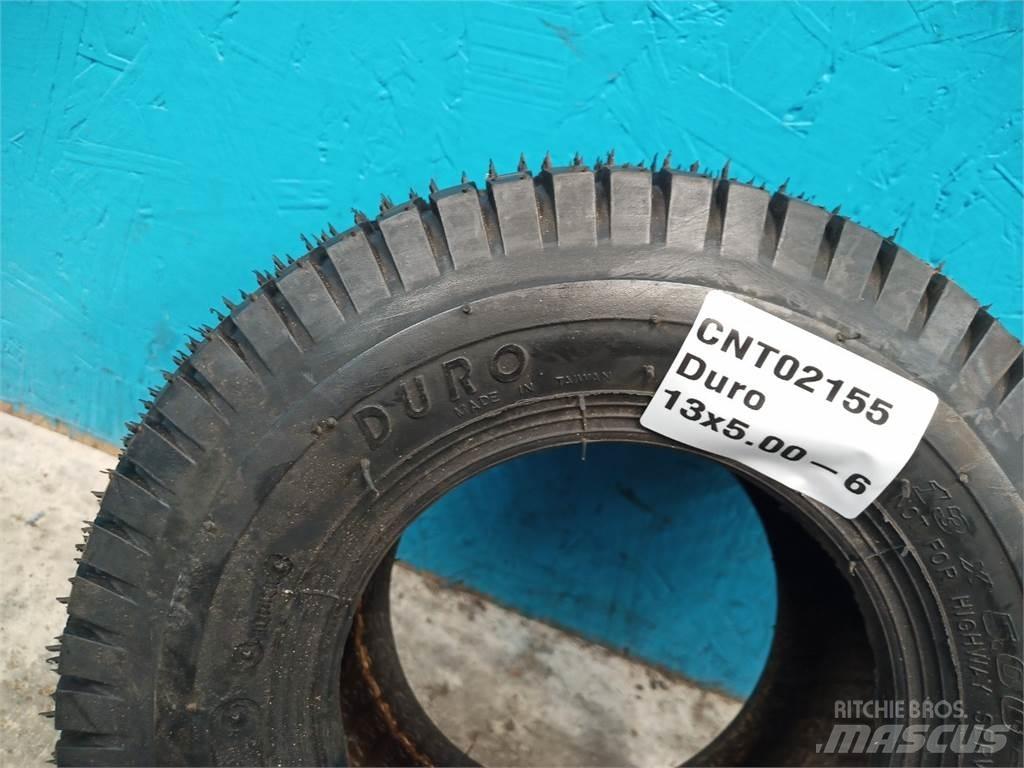 DURO
MADE IN TAIWAN
CNT02155
Duro
13x5.00-6
FOR HIGHWAY
RITCHIE BROS.
MASCUS